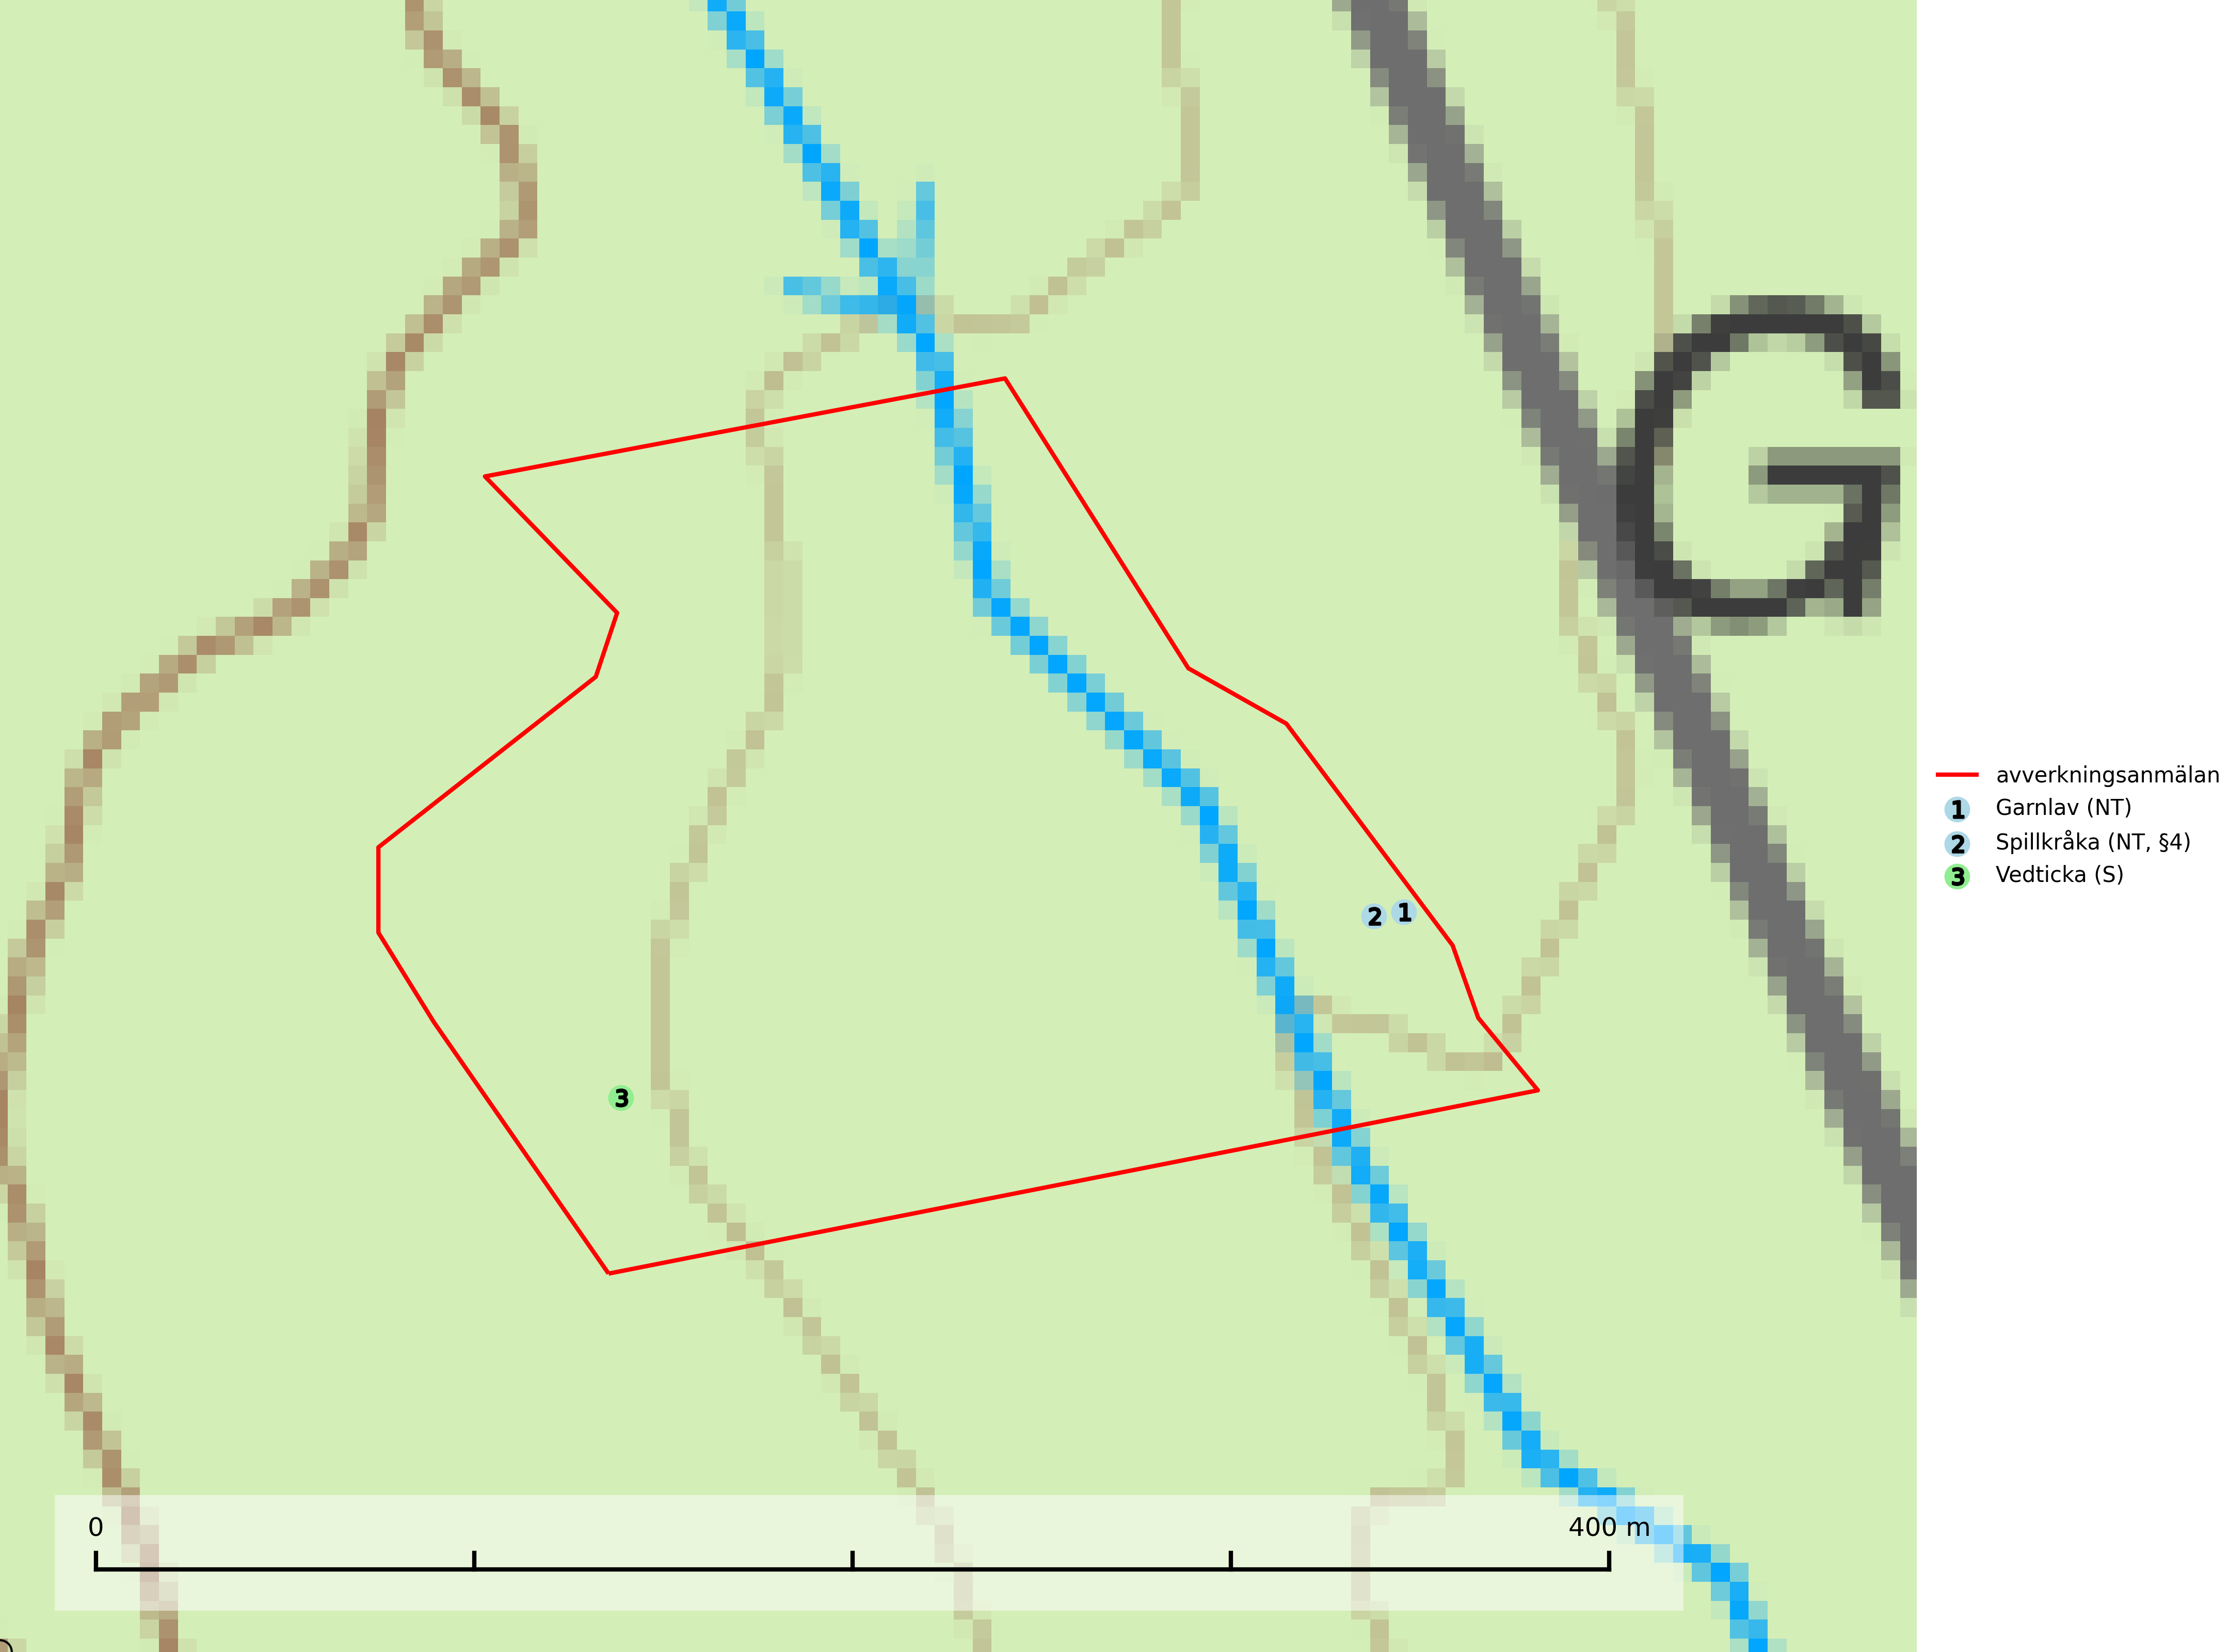 G
avverkningsanmälan
1 Garnlav (NT)
2 Spillkråka (NT, §4)
3 Vedticka (S)
2 1
3
0 400 m